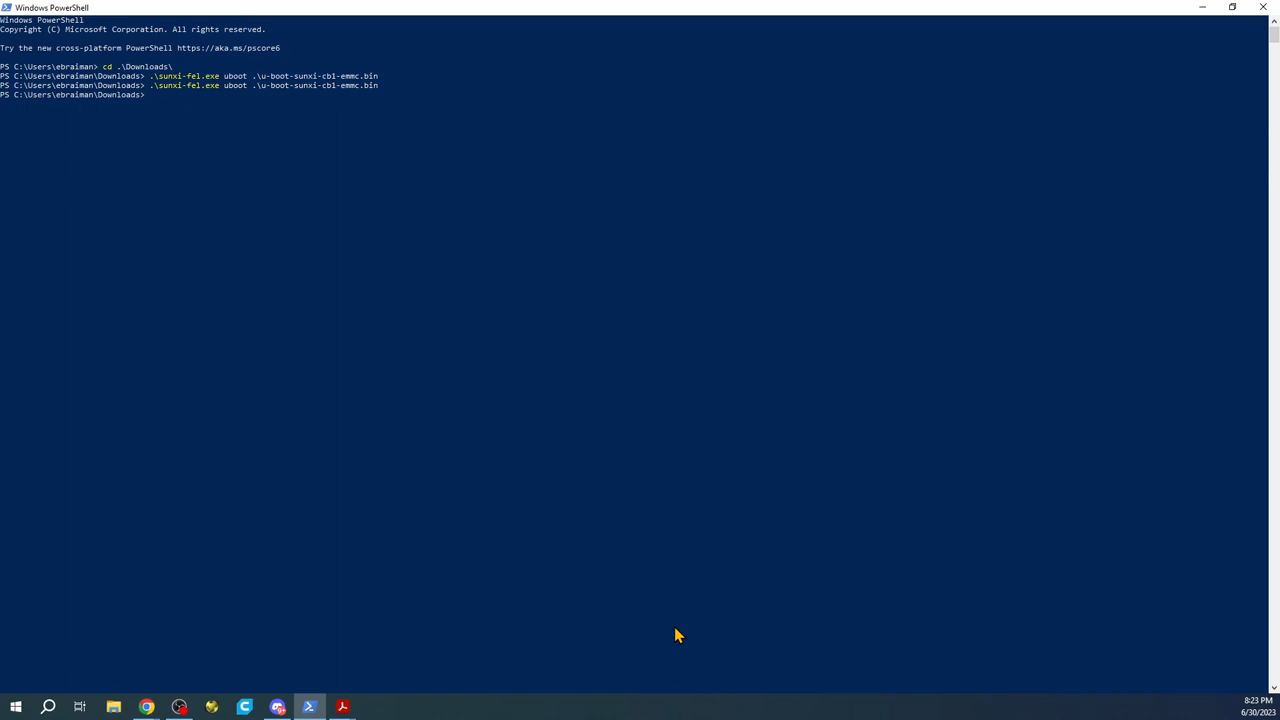 Windows PowerShell
Windows PowerShell
Copyright (C) Microsoft Corporation. All rights reserved.
Try the new cross-platform PowerShell https://aka.ms/pscore6
PS C:\Users\ebraiman> cd .\Downloads\
PS C:\Users\ebraiman\Downloads> .\sunxi-fel.exe uboot .\u-boot-sunxi-cb1-emmc.bin
PS C:\Users\ebraiman\Downloads> .\sunxi-fel.exe uboot .\u-boot-sunxi-cb1-emmc.bin
PS C:\Users\ebraiman\Downloads>
8:23 PM
6/30/2023